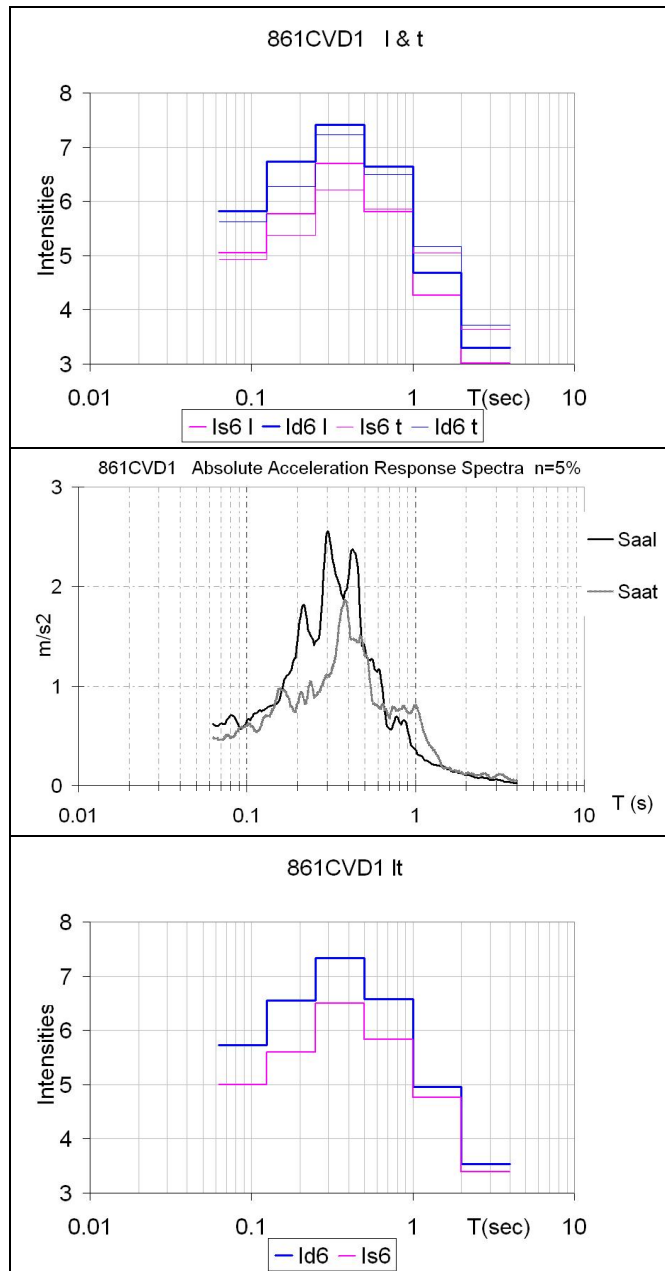 861CVD1 I & t
8
7
6
5
4
3
Intensities
0.01 0.1 1 T(sec) 10
Is6 l Id6 l Is6 t Id6 t
861CVD1 Absolute Acceleration Response Spectra n=5%
3
2
1
0
m/s2
Saal
Saat
0.01 0.1 1 10
T (s)
861CVD1 lt
8
7
6
5
4
3
Intensities
0.01 0.1 1 T(sec) 10
Id6 Is6